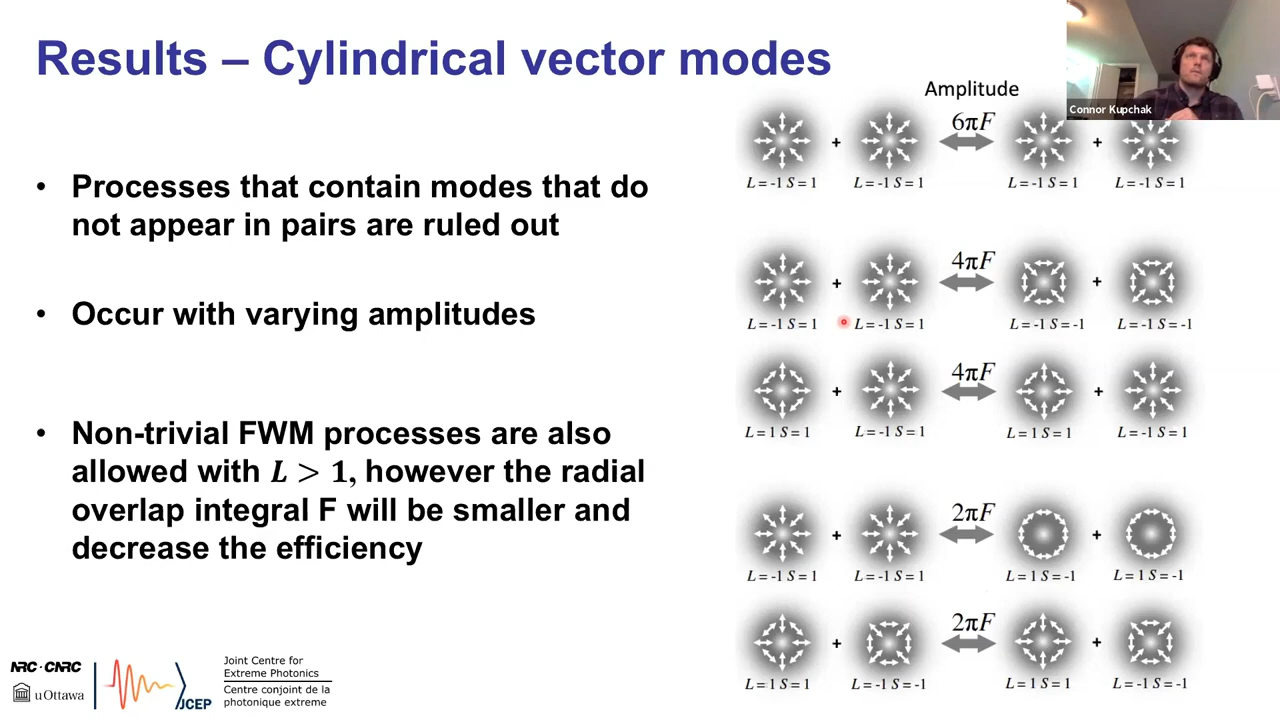 Results – Cylindrical vector modes
Connor Kupchak
Amplitude
6πF
+
+
L = -1 S = 1
L = -1 S = 1
L = -1 S = 1
L = -1 S = 1
• Processes that contain modes that do
not appear in pairs are ruled out
4πF
+
+
L = -1 S = 1
L = -1 S = 1
L = -1 S = -1
L = -1 S = -1
• Occur with varying amplitudes
4πF
+
+
L = 1 S = 1
L = -1 S = 1
L = 1 S = 1
L = -1 S = 1
• Non-trivial FWM processes are also
allowed with L > 1, however the radial
overlap integral F will be smaller and
decrease the efficiency
2πF
+
+
L = -1 S = 1
L = -1 S = 1
L = 1 S = -1
L = 1 S = -1
2πF
+
+
L = 1 S = 1
L = -1 S = -1
L = 1 S = 1
L = -1 S = -1
NRC·CNRC
uOttawa
JCEP
Joint Centre for
Extreme Photonics
Centre conjoint de la
photonique extreme